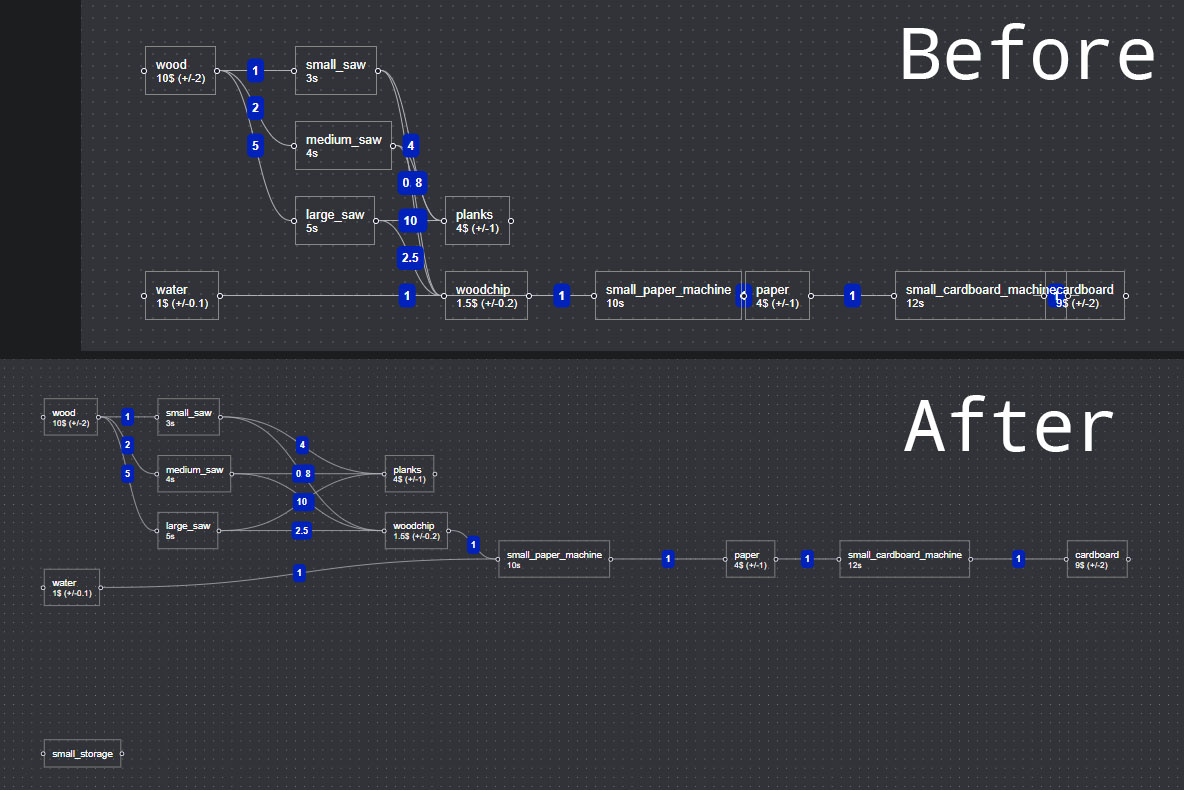 Before
wood
10$ (+/-2)
1
small_saw
3s
2
medium_saw
4s
5
4
0 8
large_saw
5s
10
planks
4$ (+/-1)
2.5
water
1$ (+/-0.1)
1
woodchip
1.5$ (+/-0.2)
1
small_paper_machine
10s
paper
4$ (+/-1)
1
small_cardboard_machine
12s
cardboard
9$ (+/-2)
After
wood
10$ (+/-2)
1
small_saw
3s
2
4
medium_saw
4s
5
0 8
planks
4$ (+/-1)
10
large_saw
5s
2.5
woodchip
1.5$ (+/-0.2)
1
small_paper_machine
10s
1
paper
4$ (+/-1)
1
small_cardboard_machine
12s
1
cardboard
9$ (+/-2)
water
1$ (+/-0.1)
1
small_storage